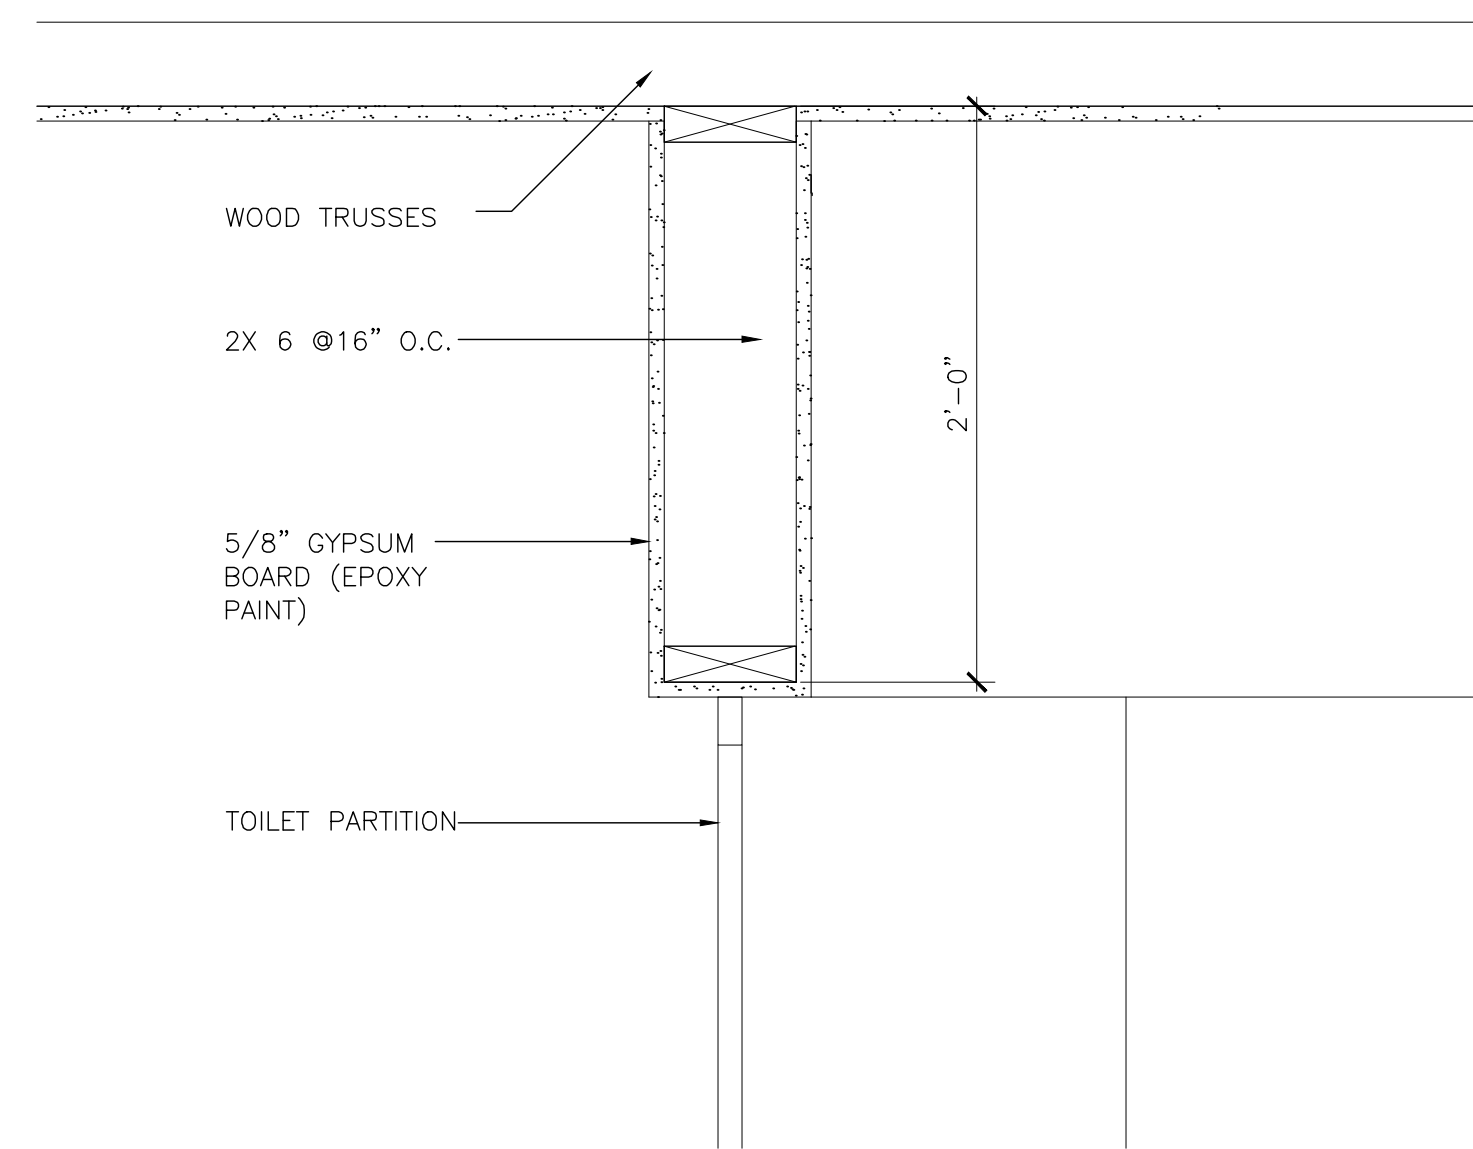 WOOD TRUSSES
2X 6 @16” O.C.
2’-0”
5/8” GYPSUM
BOARD (EPOXY
PAINT)
TOILET PARTITION